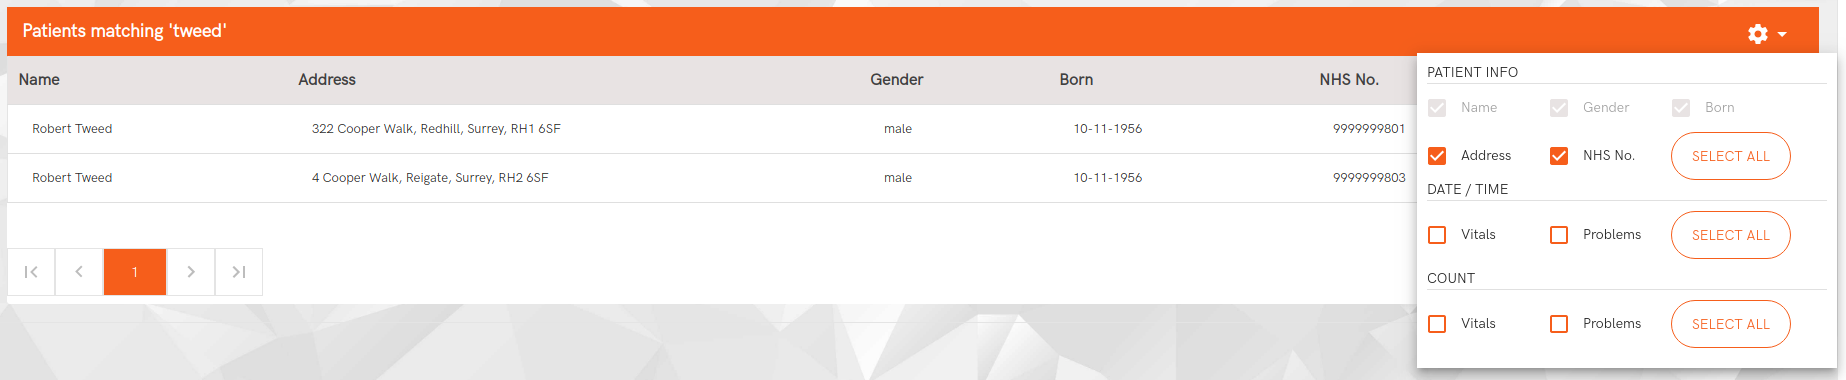 Patients matching 'tweed'
Name Address Gender Born NHS No.
Robert Tweed 322 Cooper Walk, Redhill, Surrey, RH1 6SF male 10-11-1956 9999999801
Robert Tweed 4 Cooper Walk, Reigate, Surrey, RH2 6SF male 10-11-1956 9999999803
1
PATIENT INFO
Name Gender Born
Address NHS No. SELECT ALL
DATE / TIME
Vitals Problems SELECT ALL
COUNT
Vitals Problems SELECT ALL